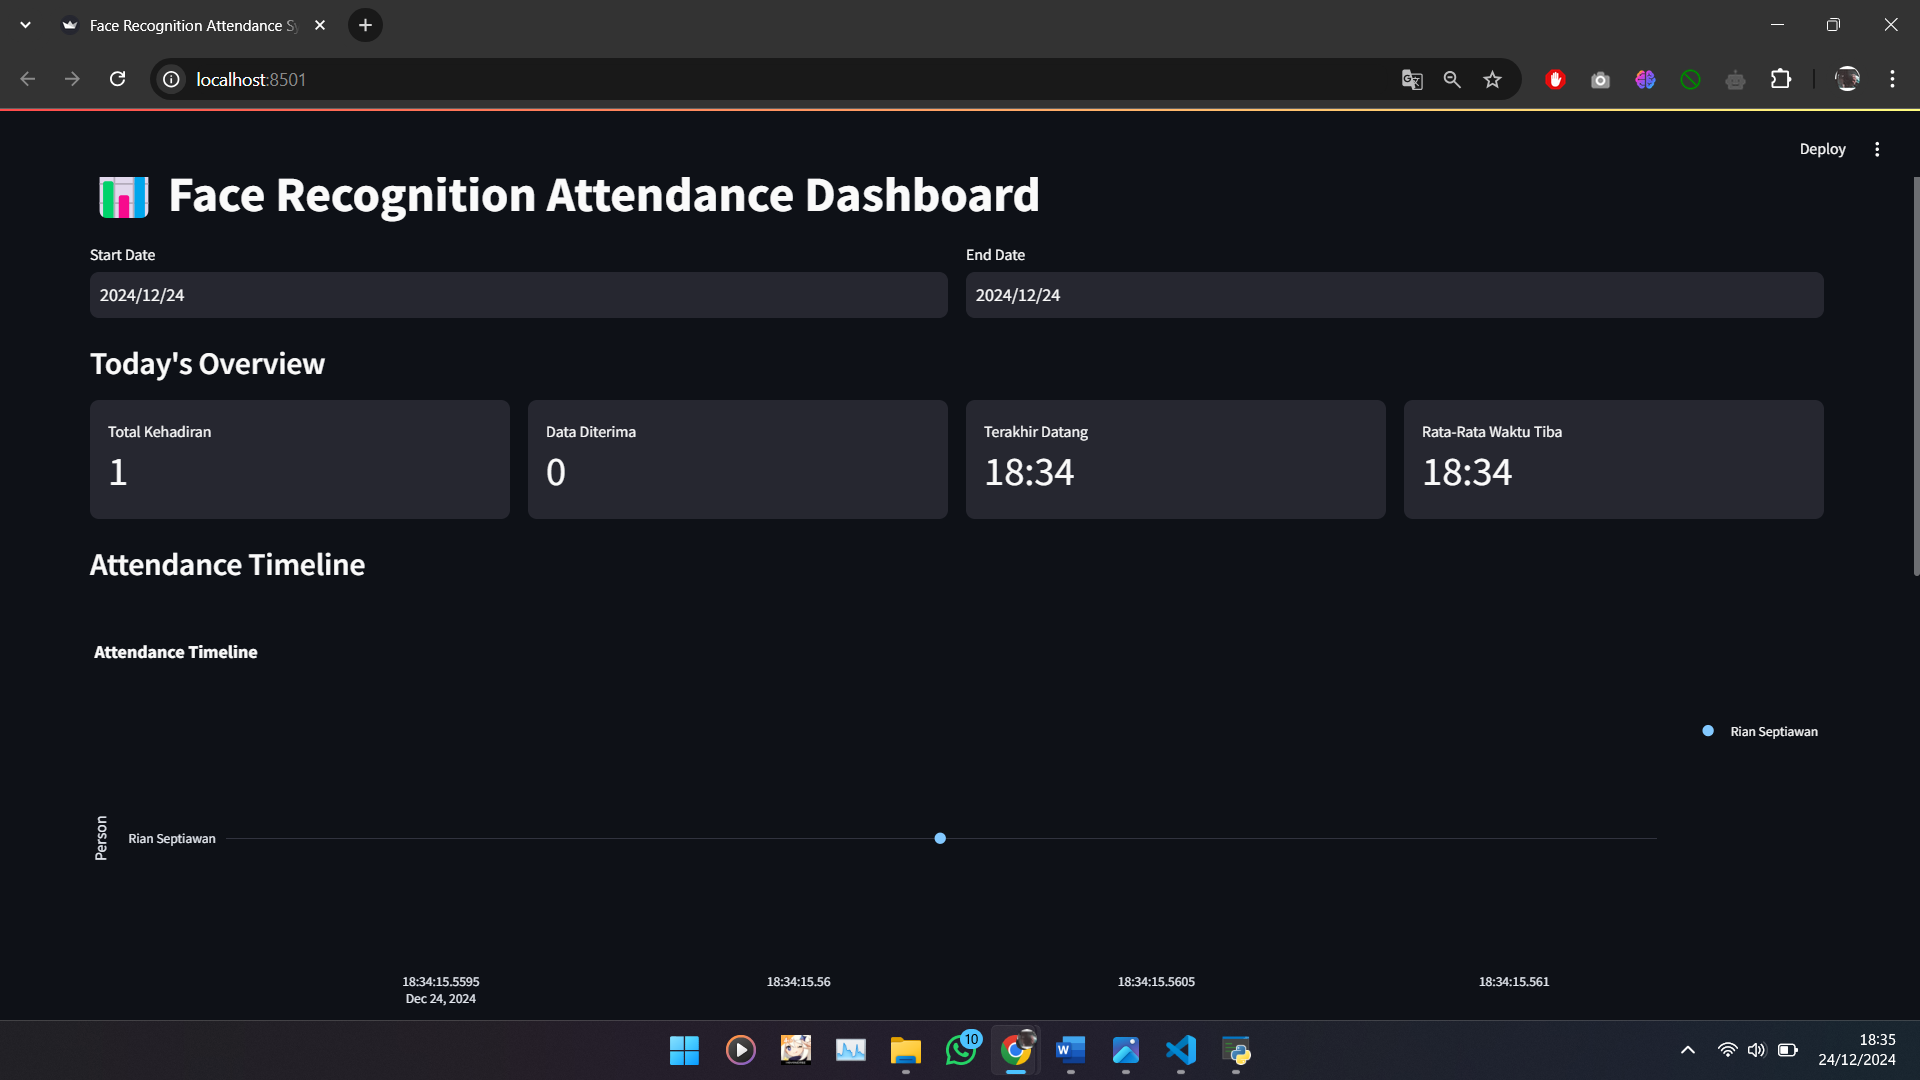 Face Recognition Attendance Sy
localhost:8501
Deploy
Face Recognition Attendance Dashboard
Start Date
End Date
2024/12/24
2024/12/24
Today's Overview
Total Kehadiran
1
Data Diterima
0
Terakhir Datang
18:34
Rata-Rata Waktu Tiba
18:34
Attendance Timeline
Attendance Timeline
Rian Septiawan
Person
Rian Septiawan
18:34:15.5595
Dec 24, 2024
18:34:15.56
18:34:15.5605
18:34:15.561
10
18:35
24/12/2024